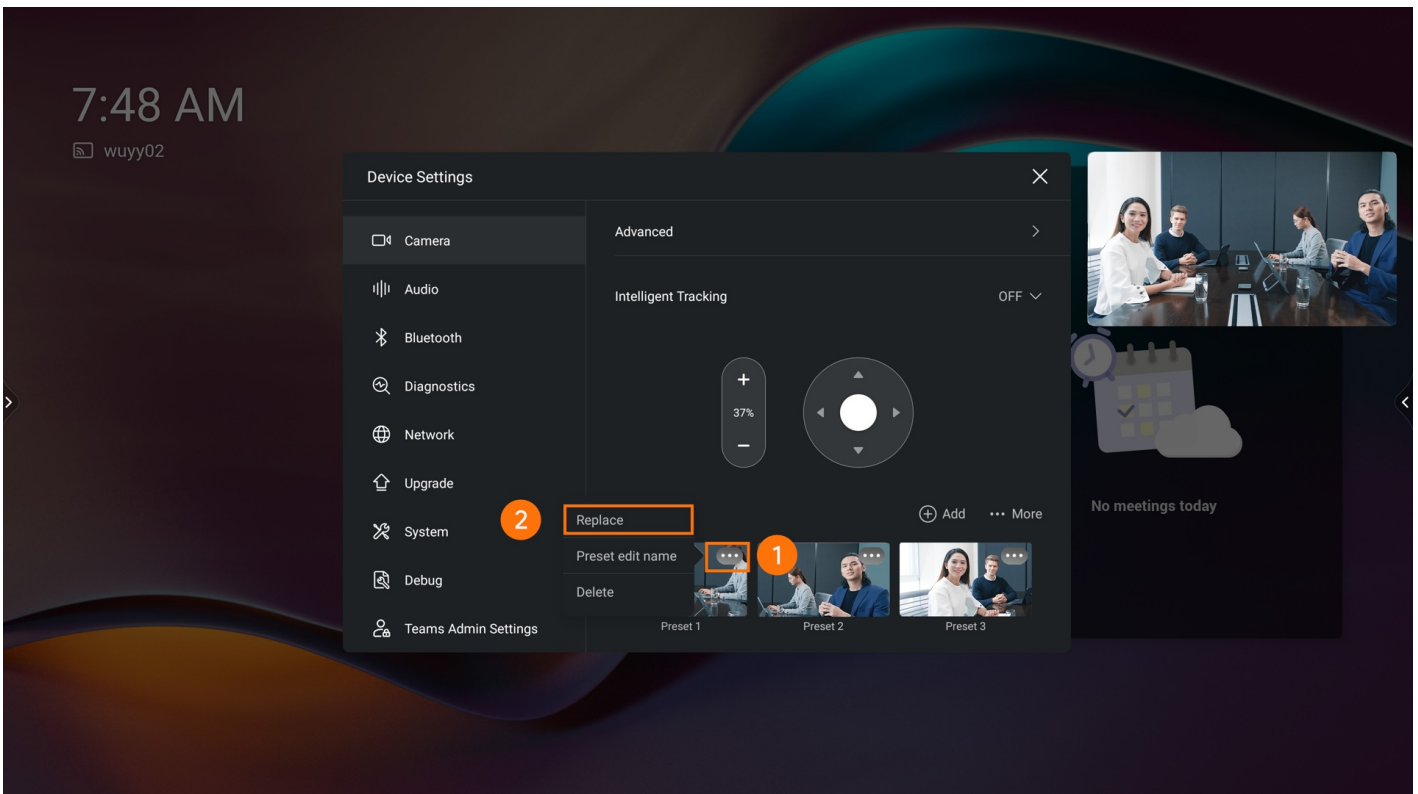 7:48 AM
wuyy02
Device Settings
Camera
Audio
Bluetooth
Diagnostics
Network
Upgrade
System
Debug
Teams Admin Settings
Advanced
Intelligent Tracking OFF
37%
Add More
2
Replace
Preset edit name
Delete
1
Preset 1 Preset 2 Preset 3
No meetings today